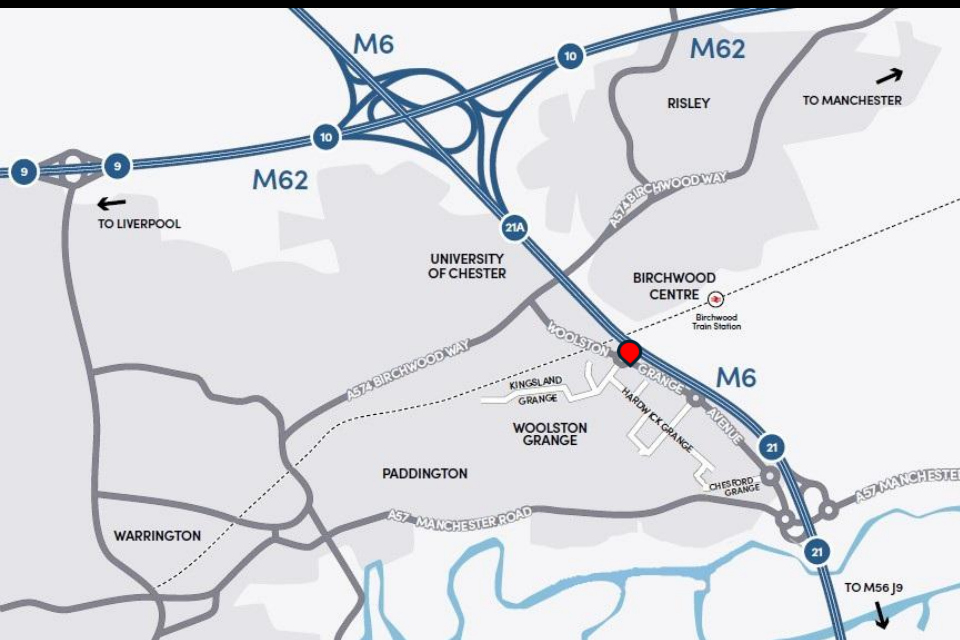 M6
M62
10
RISLEY
TO MANCHESTER
10
9
9
M62
A574 BIRCHWOOD WAY
TO LIVERPOOL
21A
UNIVERSITY
OF CHESTER
BIRCHWOOD
CENTRE
Birchwood
Train Station
WOOLSTON GRANGE AVENUE
A574 BIRCHWOOD WAY
M6
KINGSLAND
GRANGE
HARDWICK GRANGE
WOOLSTON
GRANGE
21
PADDINGTON
CHESFORD
GRANGE
A57 MANCHESTER
A57 MANCHESTER ROAD
WARRINGTON
21
TO M56 J9